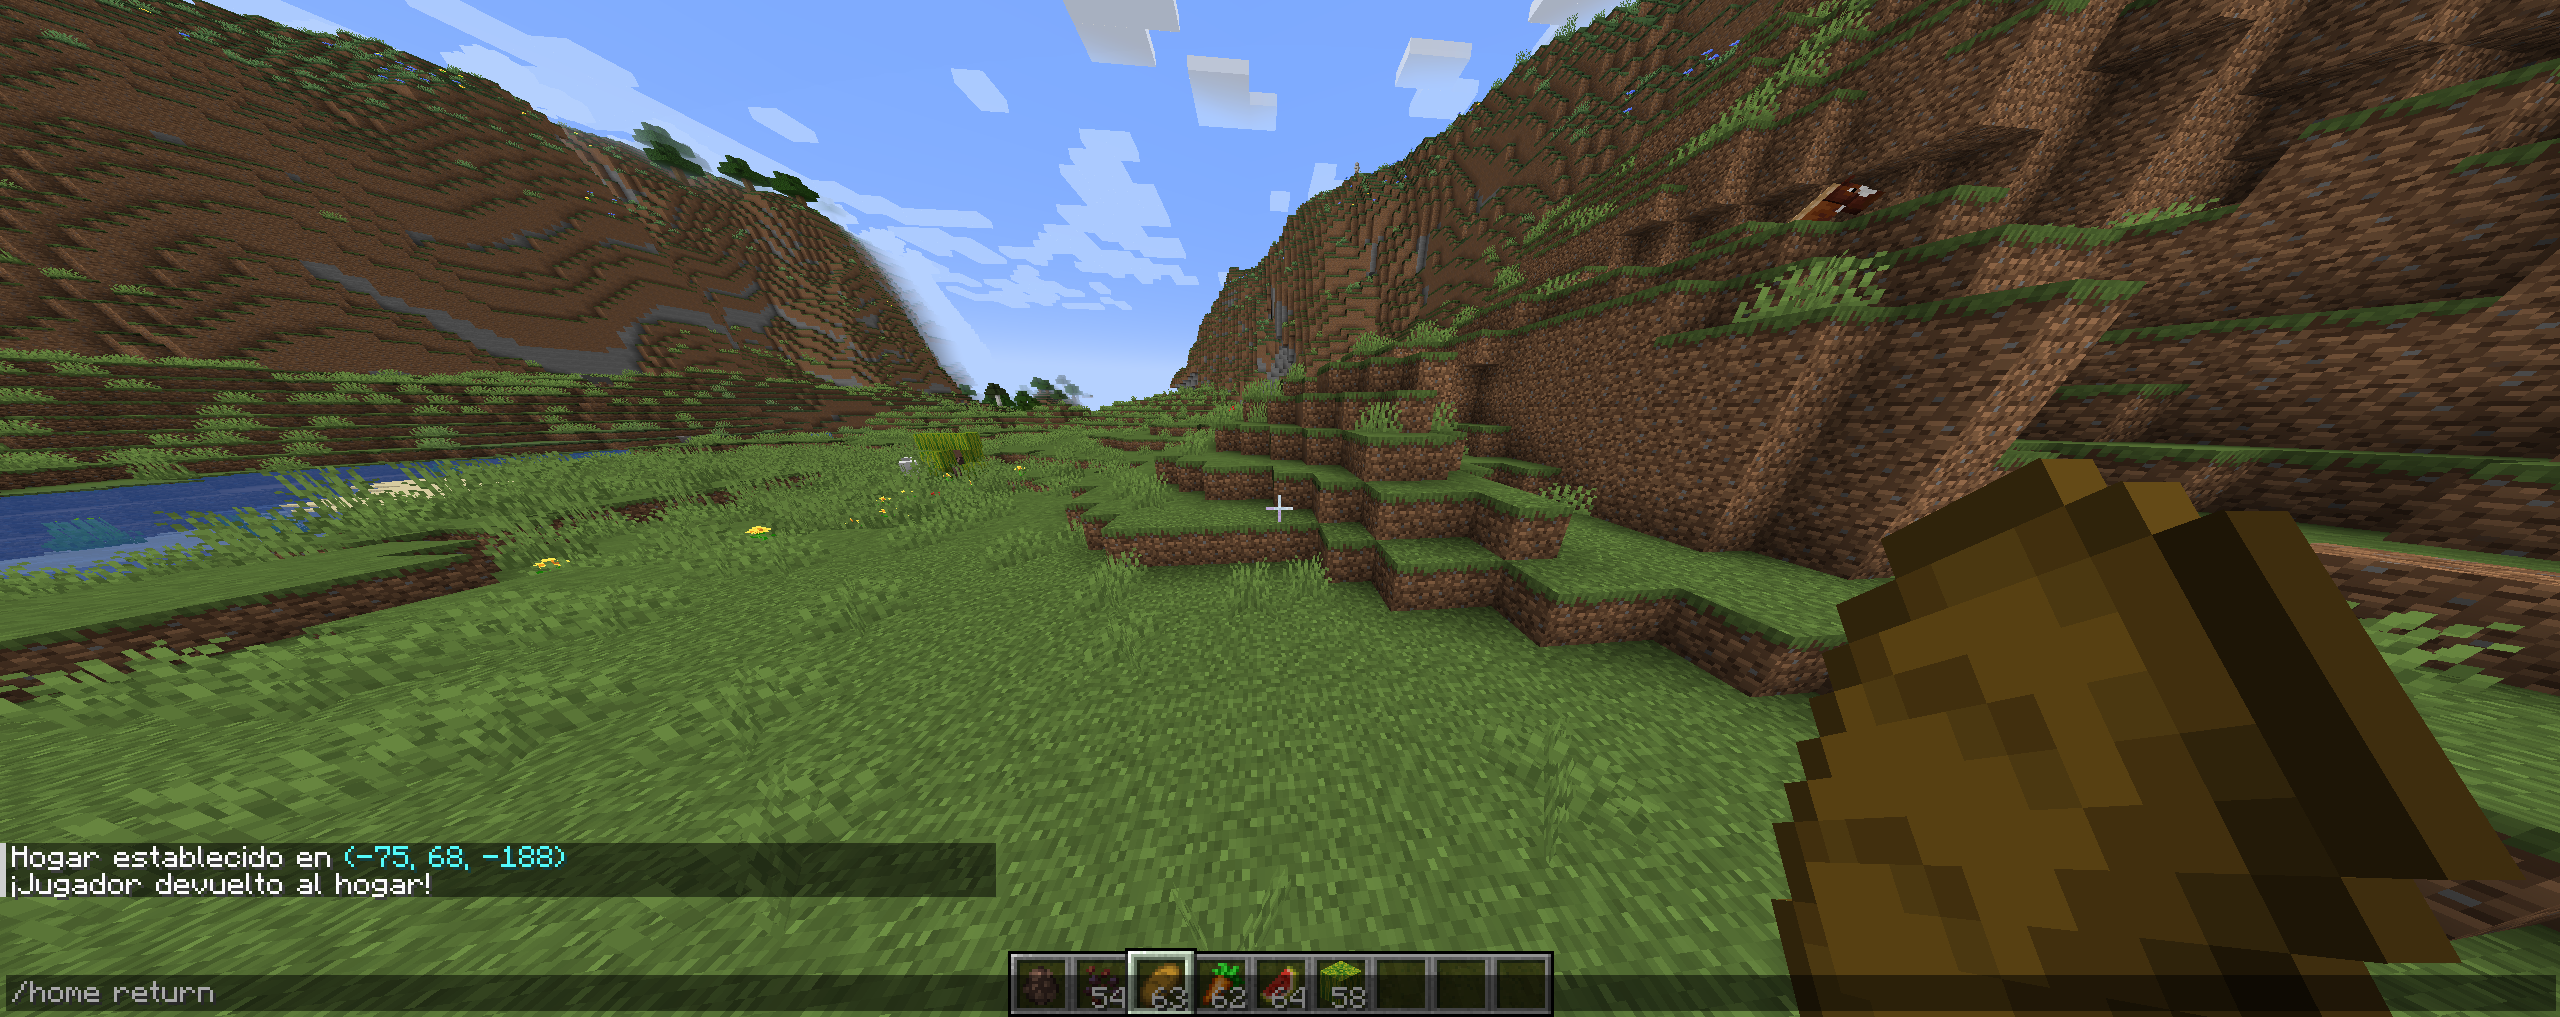 Hogar establecido en (-75, 68, -188)
¡Jugador devuelto al hogar!
/home return
54 63 62 64 58